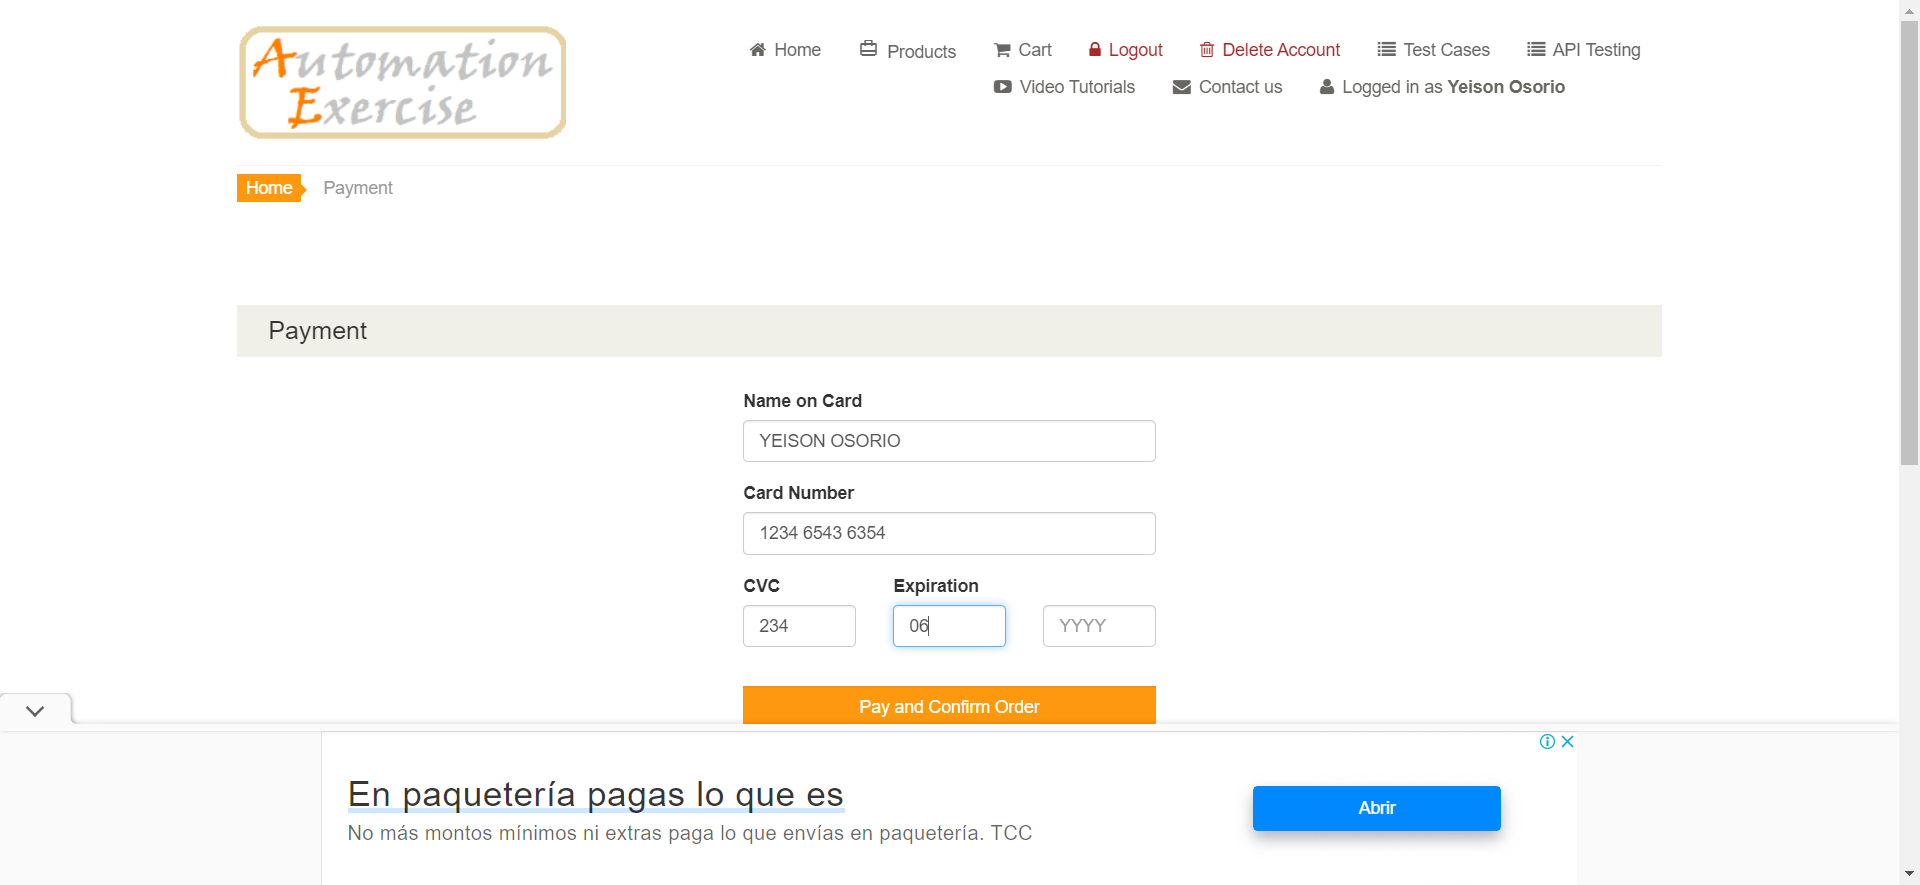 Automation
Exercise
Home
Products
Cart
Logout
Delete Account
Test Cases
API Testing
Video Tutorials
Contact us
Logged in as Yeison Osorio
Home
Payment
Payment
Name on Card
YEISON OSORIO
Card Number
1234 6543 6354
CVC
Expiration
234
06
YYYY
Pay and Confirm Order
En paquetería pagas lo que es
No más montos mínimos ni extras paga lo que envías en paquetería. TCC
Abrir